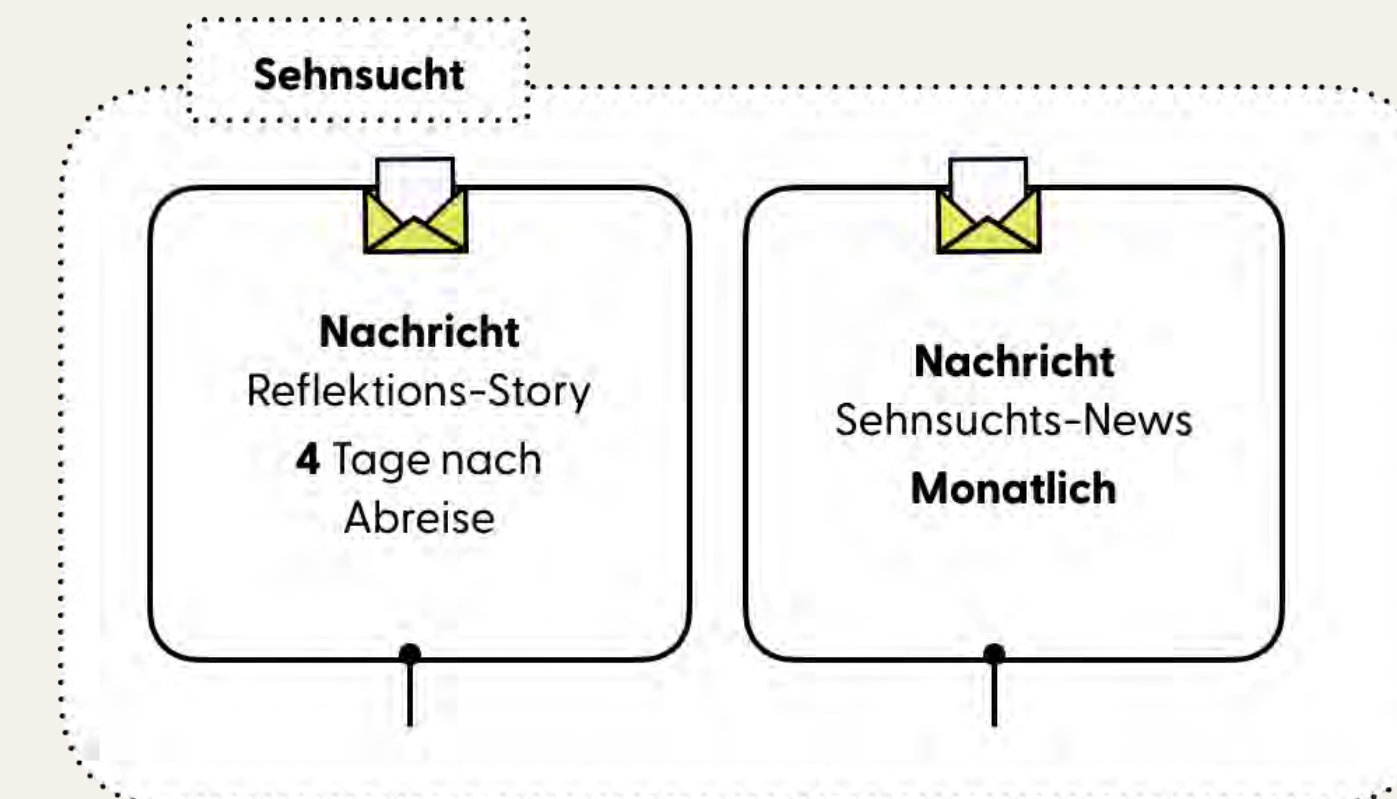 Sehnsucht
Nachricht
Reflektions-Story
4 Tage nach
Abreise
Nachricht
Sehnsuchts-News
Monatlich